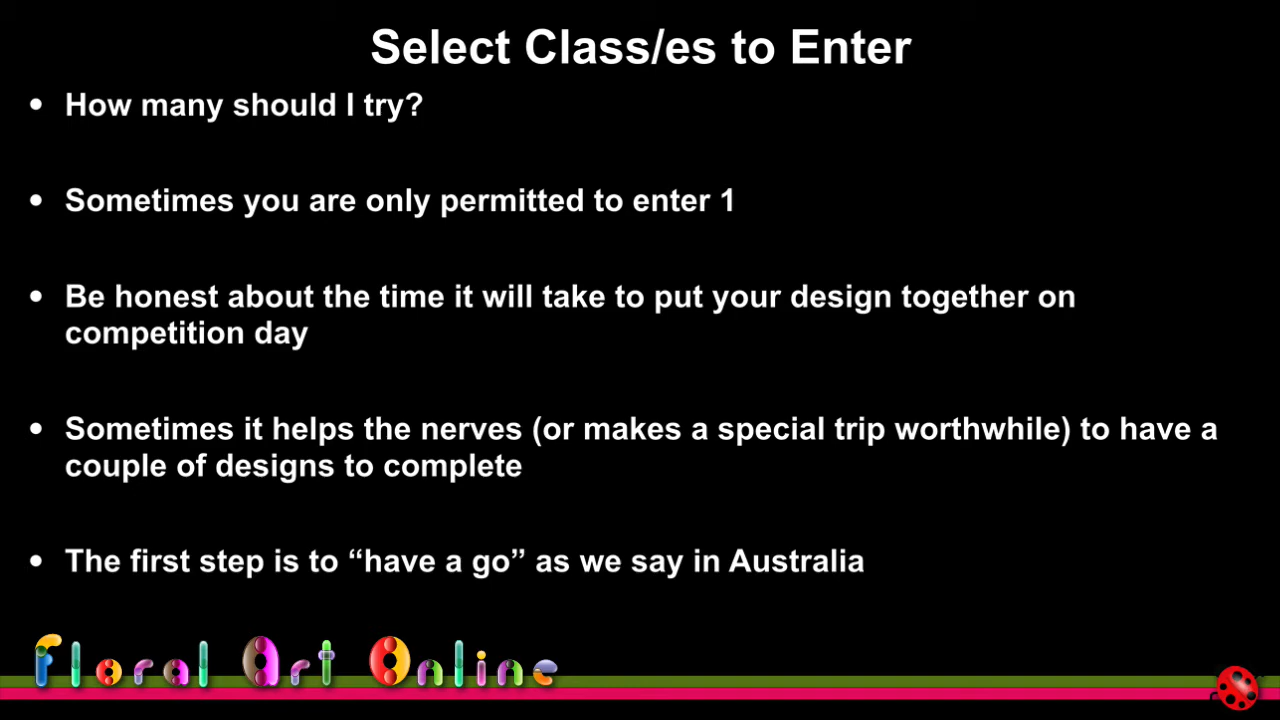 Select Class/es to Enter
• How many should I try?
• Sometimes you are only permitted to enter 1
• Be honest about the time it will take to put your design together on
competition day
• Sometimes it helps the nerves (or makes a special trip worthwhile) to have a
couple of designs to complete
• The first step is to “have a go” as we say in Australia
Floral Art Online